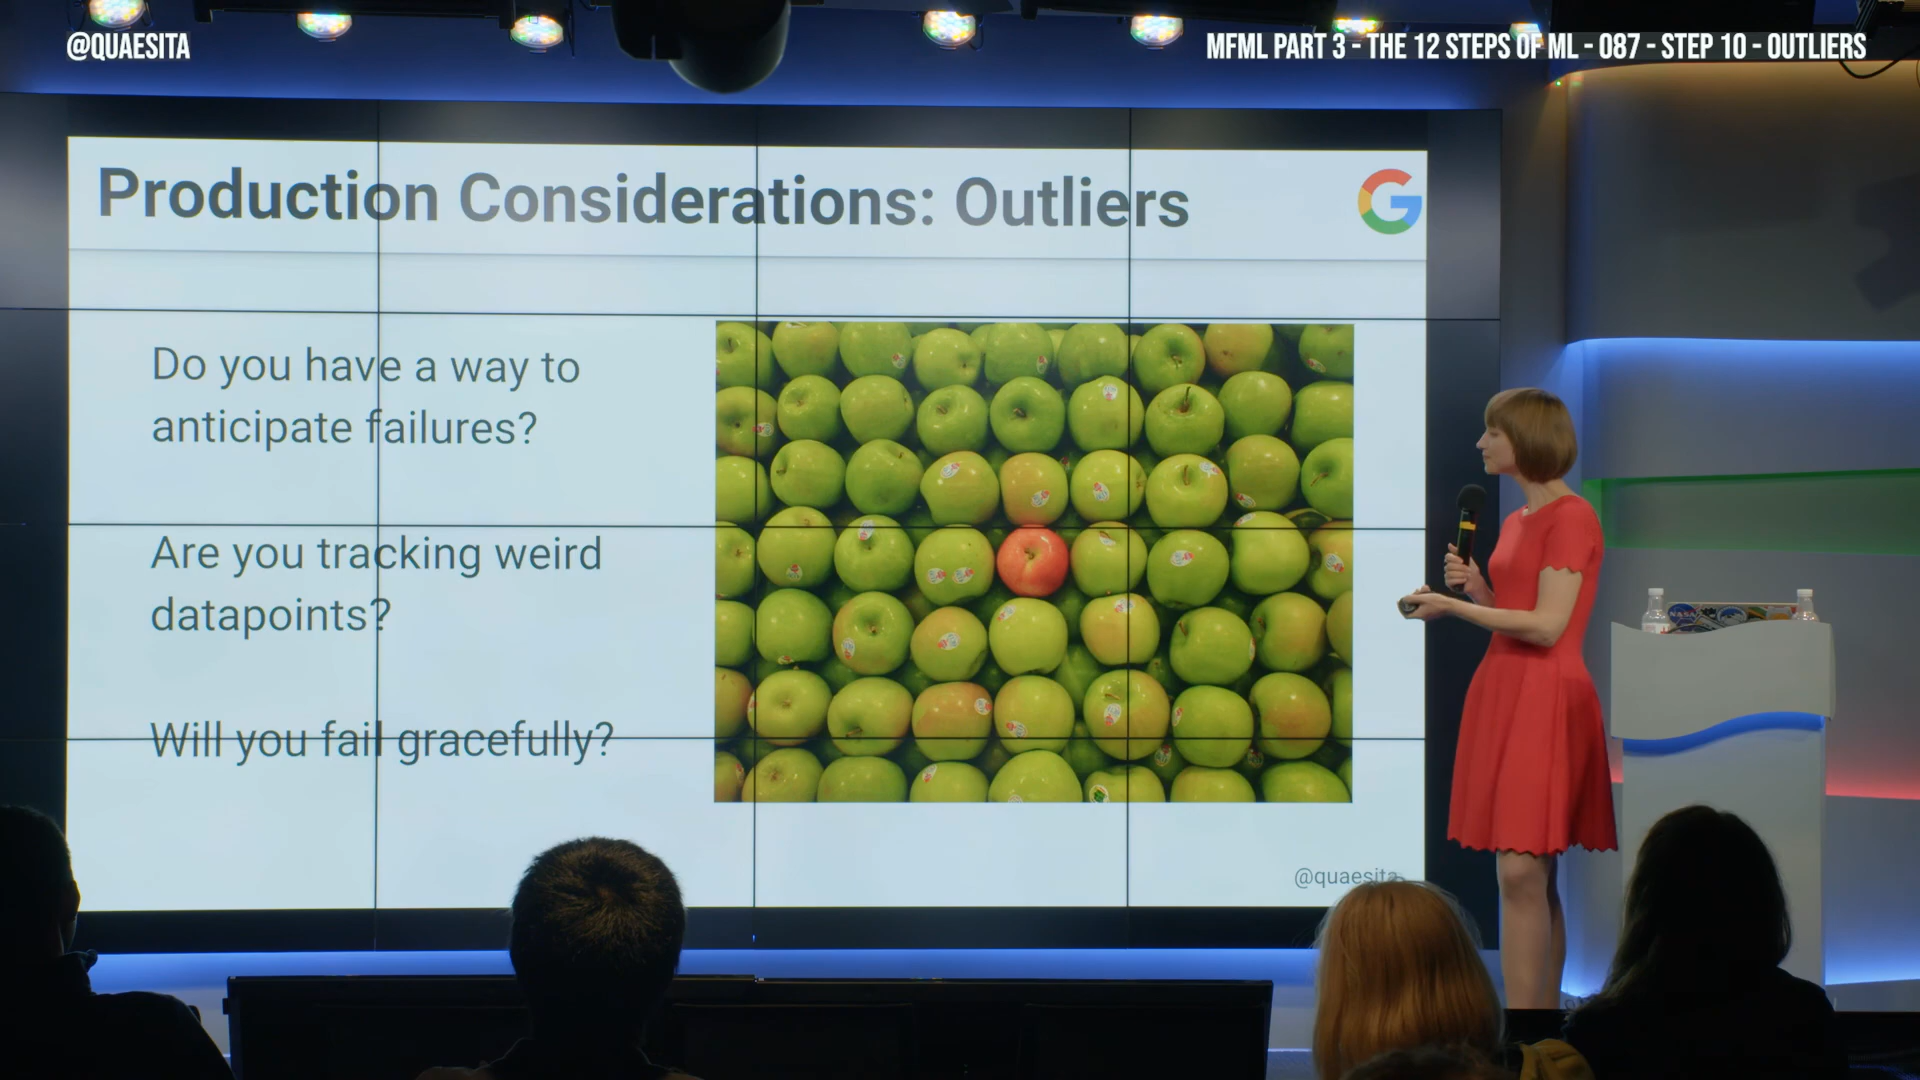 @QUAESITA
MFML PART 3 - THE 12 STEPS OF ML - 087 - STEP 10 - OUTLIERS
Production Considerations: Outliers
G
Do you have a way to
anticipate failures?
Are you tracking weird
datapoints?
Will you fail gracefully?
@quaesita
NASA